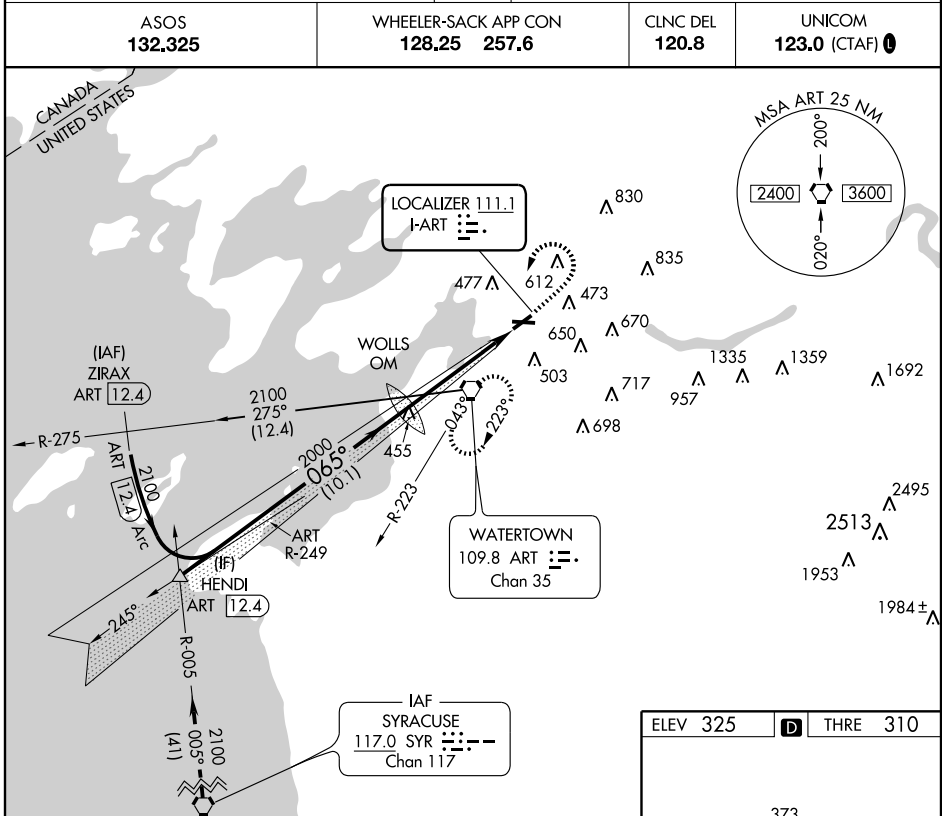 ASOS
132.325
WHEELER-SACK APP CON
128.25 257.6
CLNC DEL
120.8
UNICOM
123.0 (CTAF) L
CANADA
UNITED STATES
MSA ART 25 NM
200°
2400
3600
020°
LOCALIZER 111.1
I-ART
830
835
477
612
473
670
650
503
717
698
1335
1359
957
1692
2495
2513
1953
1984±
WOLLS
OM
455
(IAF)
ZIRAX
ART 12.4
2100
275°
(12.4)
R-275
2100
ART 12.4 Arc
2000
065°
(10.1)
043°
223°
R-223
ART
R-249
WATERTOWN
109.8 ART
Chan 35
(IF)
HENDI
ART 12.4
245°
R-005
2100
005°
(41)
IAF
SYRACUSE
117.0 SYR
Chan 117
ELEV 325
D
THRE 310
373